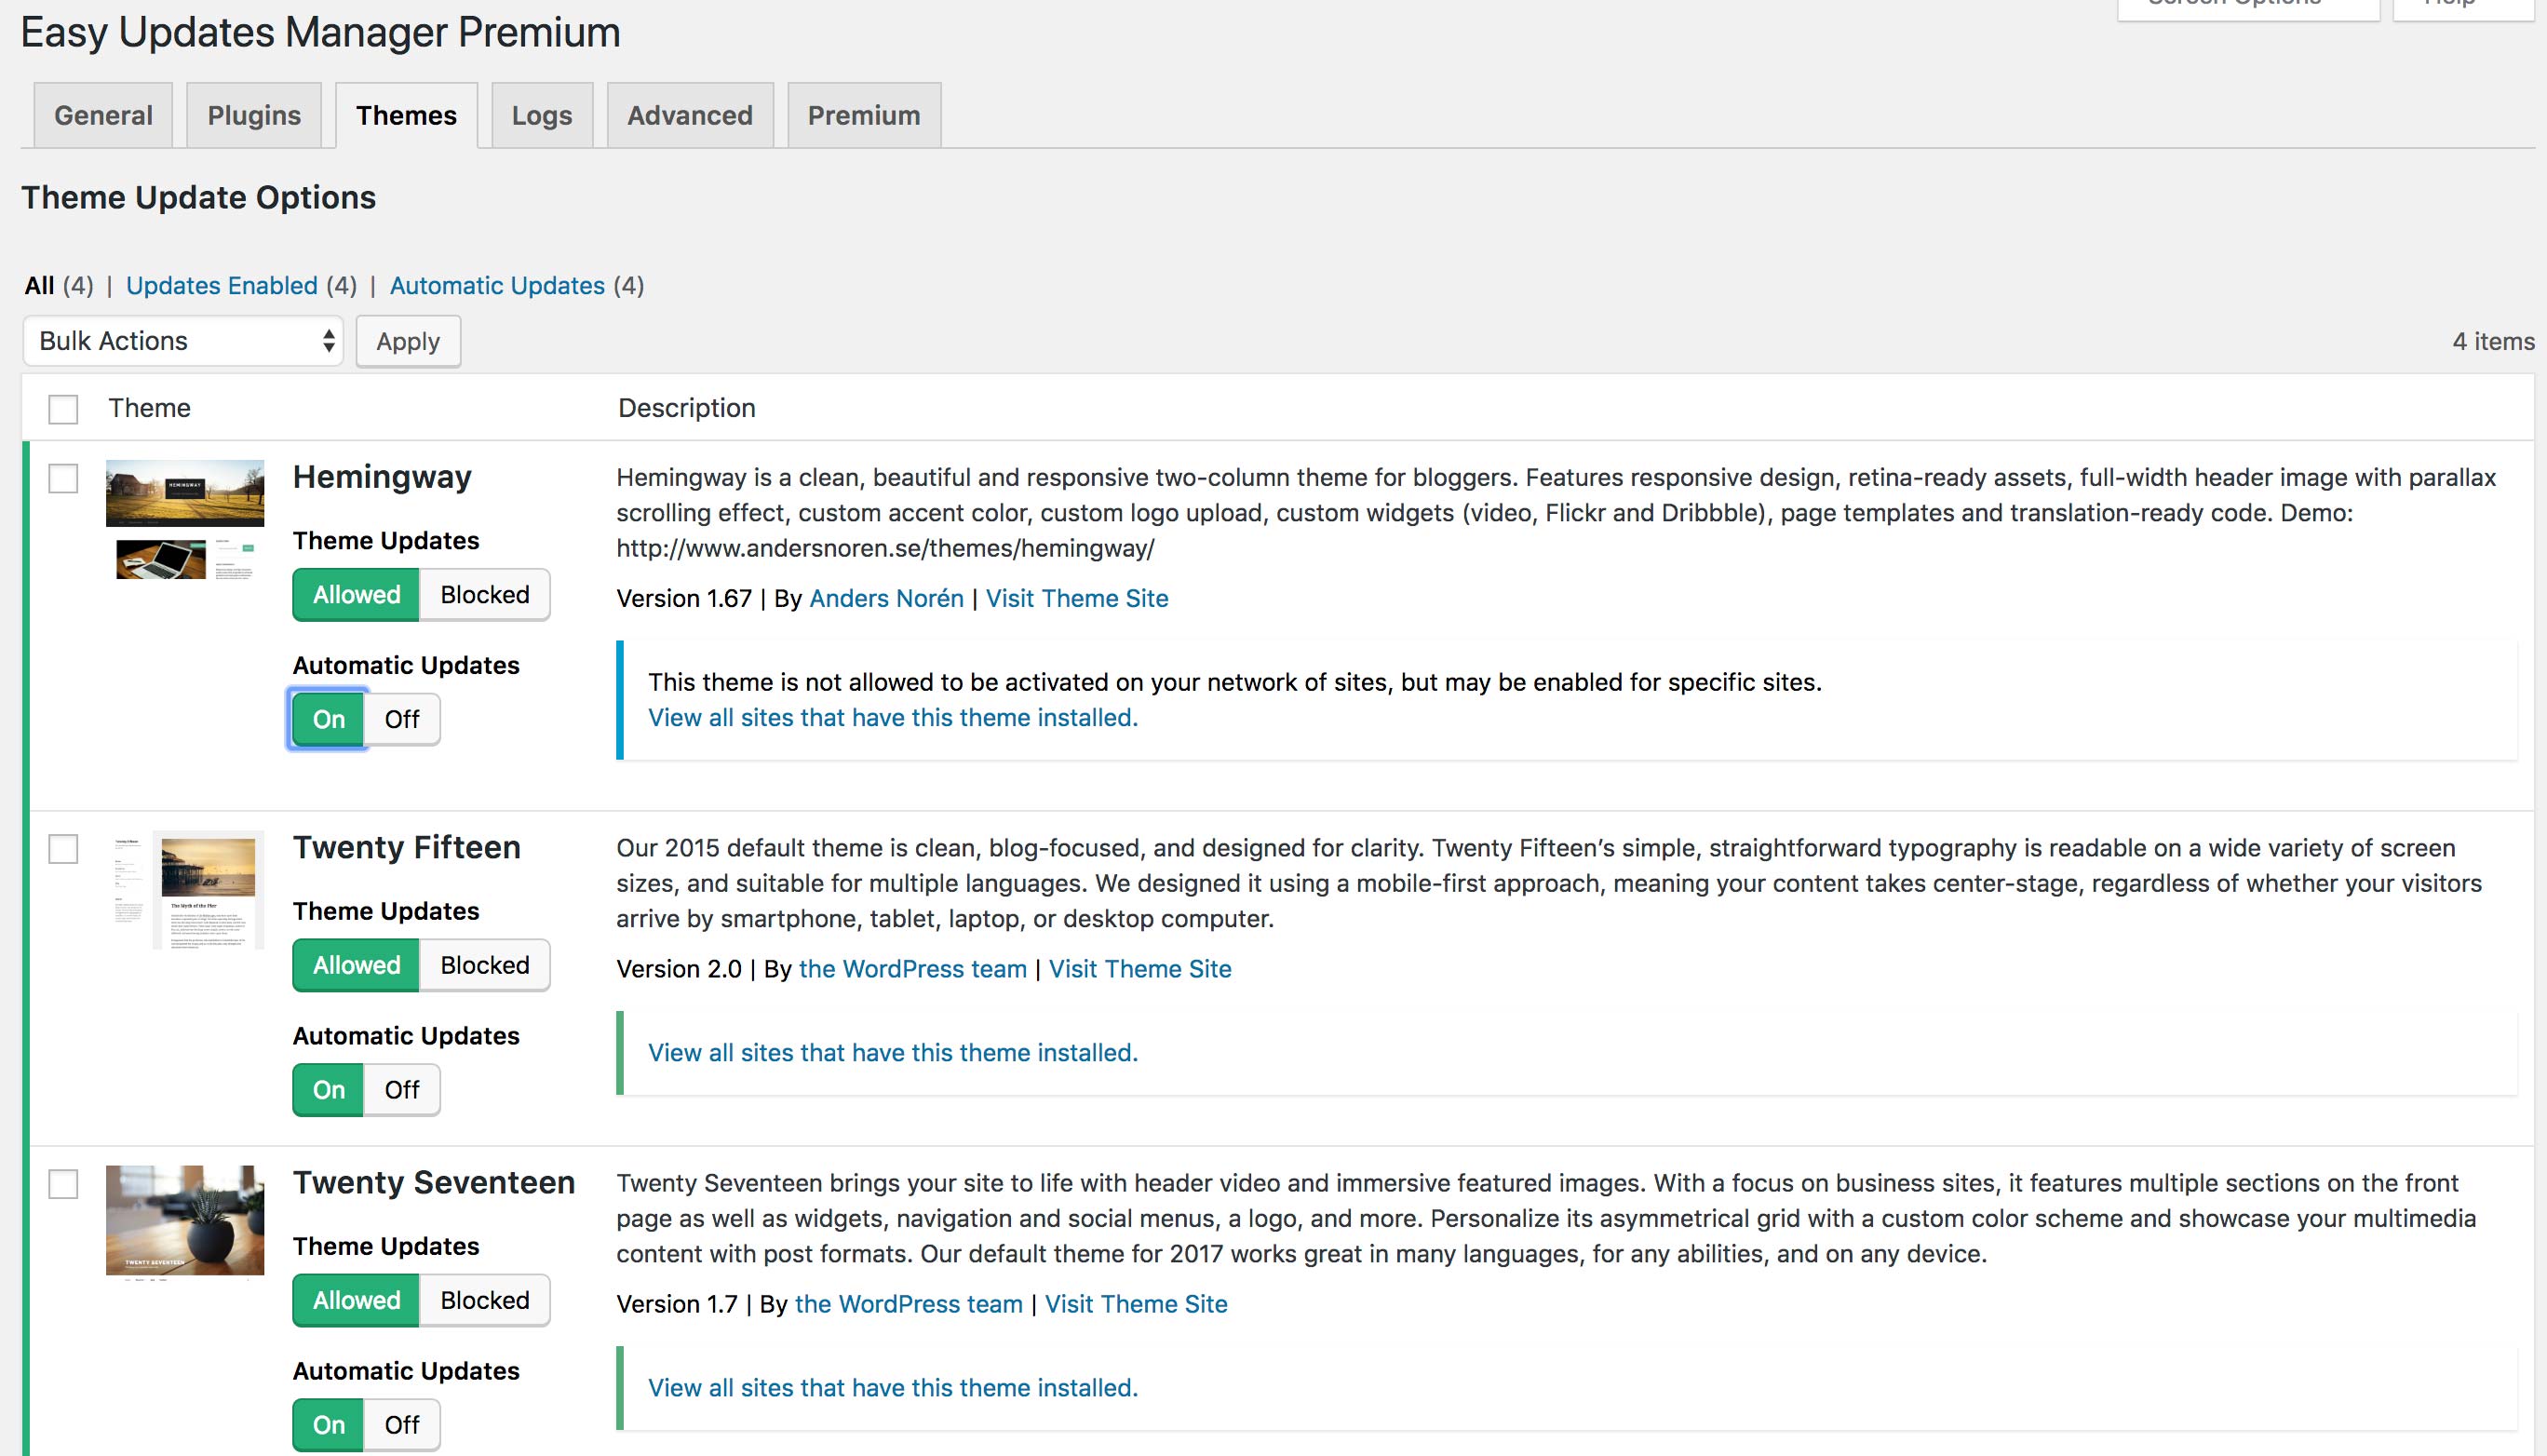 Screen Options
Help
Easy Updates Manager Premium
General
Plugins
Themes
Logs
Advanced
Premium
Theme Update Options
All (4) | Updates Enabled (4) | Automatic Updates (4)
Bulk Actions
Apply
4 items
Theme
Description
HEMINGWAY
Hemingway
Theme Updates
Allowed
Blocked
Automatic Updates
On
Off
Hemingway is a clean, beautiful and responsive two-column theme for bloggers. Features responsive design, retina-ready assets, full-width header image with parallax
scrolling effect, custom accent color, custom logo upload, custom widgets (video, Flickr and Dribbble), page templates and translation-ready code. Demo:
http://www.andersnoren.se/themes/hemingway/
Version 1.67 | By Anders Norén | Visit Theme Site
This theme is not allowed to be activated on your network of sites, but may be enabled for specific sites.
View all sites that have this theme installed.
The Myth of the Pier
Twenty Fifteen
Theme Updates
Allowed
Blocked
Automatic Updates
On
Off
Our 2015 default theme is clean, blog-focused, and designed for clarity. Twenty Fifteen’s simple, straightforward typography is readable on a wide variety of screen
sizes, and suitable for multiple languages. We designed it using a mobile-first approach, meaning your content takes center-stage, regardless of whether your visitors
arrive by smartphone, tablet, laptop, or desktop computer.
Version 2.0 | By the WordPress team | Visit Theme Site
View all sites that have this theme installed.
TWENTY SEVENTEEN
Twenty Seventeen
Theme Updates
Allowed
Blocked
Automatic Updates
On
Off
Twenty Seventeen brings your site to life with header video and immersive featured images. With a focus on business sites, it features multiple sections on the front
page as well as widgets, navigation and social menus, a logo, and more. Personalize its asymmetrical grid with a custom color scheme and showcase your multimedia
content with post formats. Our default theme for 2017 works great in many languages, for any abilities, and on any device.
Version 1.7 | By the WordPress team | Visit Theme Site
View all sites that have this theme installed.